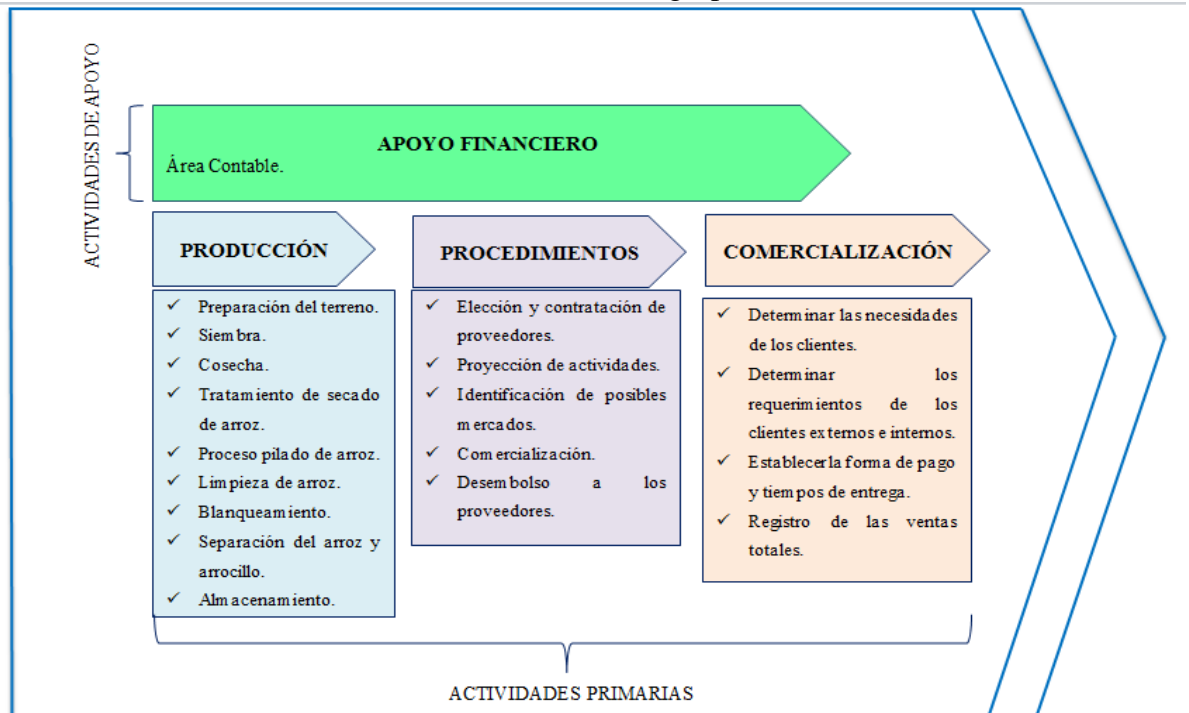 ACTIVIDADES DE APOYO
APOYO FINANCIERO
Área Contable.
PRODUCCIÓN
✓ Preparación del terreno.
✓ Siembra.
✓ Cosecha.
✓ Tratamiento de secado
de arroz.
✓ Proceso pilado de arroz.
✓ Limpieza de arroz.
✓ Blanqueamiento.
✓ Separación del arroz y
arrocillo.
✓ Almacenamiento.
PROCEDIMIENTOS
✓ Elección y contratación de
proveedores.
✓ Proyección de actividades.
✓ Identificación de posibles
mercados.
✓ Comercialización.
✓ Desembolso a los
proveedores.
COMERCIALIZACIÓN
✓ Determinar las necesidades
de los clientes.
✓ Determinar los
requerimientos de los
clientes externos e internos.
✓ Establecer la forma de pago
y tiempos de entrega.
✓ Registro de las ventas
totales.
ACTIVIDADES PRIMARIAS